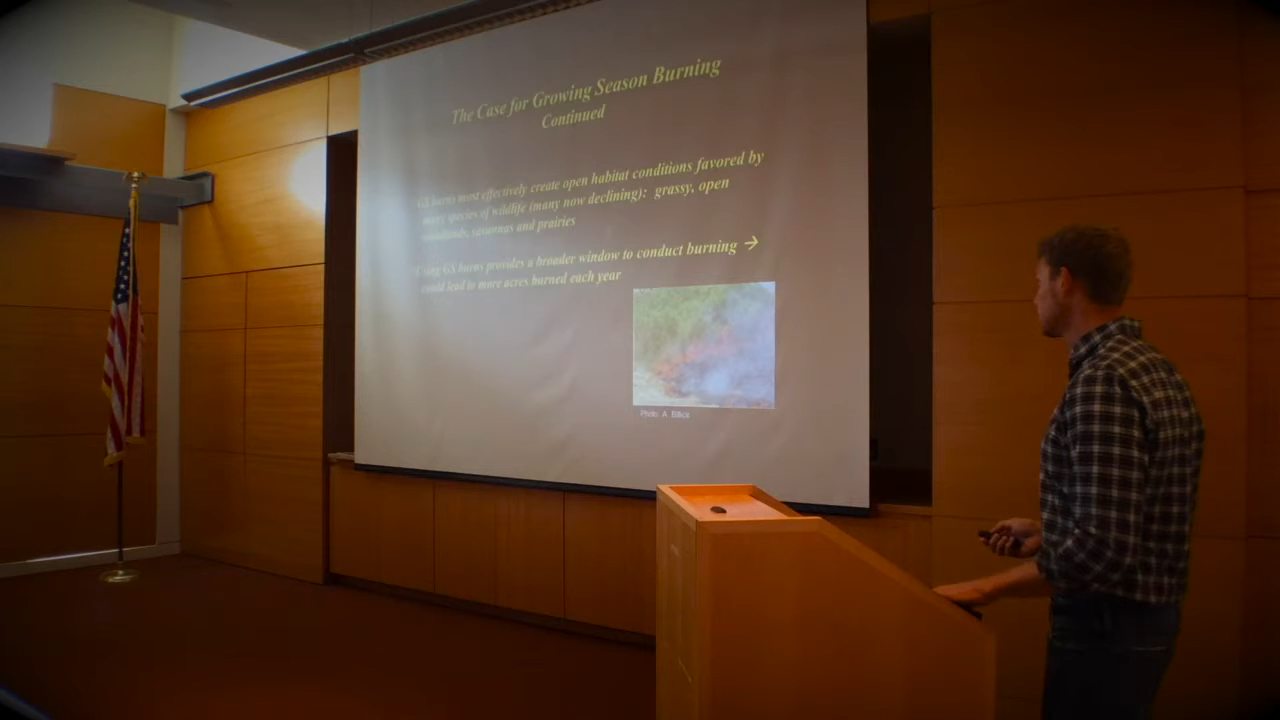 The Case for Growing Season Burning
Continued
GS burns most effectively create open habitat conditions favored by
many species of wildlife (many now declining): grassy, open
woodlands, savannas and prairies
Using GS burns provides a broader window to conduct burning →
could lead to more acres burned each year
Photo A